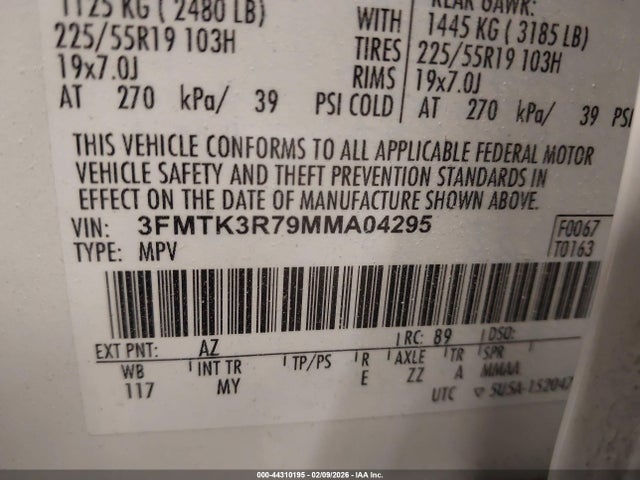 1125 KG ( 2480 LB)
225/55R19 103H
19x7.0J
AT 270 kPa/ 39 PSI COLD
WITH
TIRES
RIMS
REAR GAWR:
1445 KG ( 3185 LB)
225/55R19 103H
19x7.0J
AT 270 kPa/ 39 PSI
THIS VEHICLE CONFORMS TO ALL APPLICABLE FEDERAL MOTOR
VEHICLE SAFETY AND THEFT PREVENTION STANDARDS IN
EFFECT ON THE DATE OF MANUFACTURE SHOWN ABOVE.
VIN: 3FMTK3R79MMA04295
F0067
TYPE: MPV
T0163
EXT PNT: AZ RC: 89 DSO:
WB INT TR TP/PS R AXLE TR SPR
117 MY E ZZ A MMAA
UTC
000-44310195 - 02/09/2026 - IAA Inc.